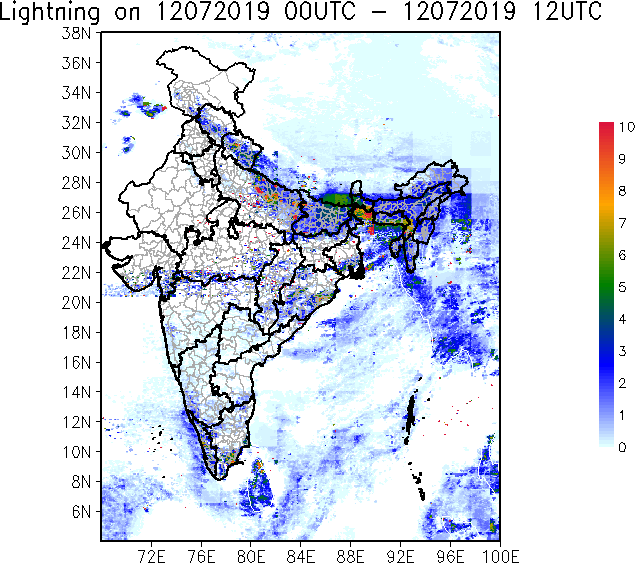 Lightning on 12072019 00UTC – 12072019 12UTC
38N
36N
34N
32N
30N
28N
26N
24N
22N
20N
18N
16N
14N
12N
10N
8N
6N
72E 76E 80E 84E 88E 92E 96E 100E
10
9
8
7
6
5
4
3
2
1
0